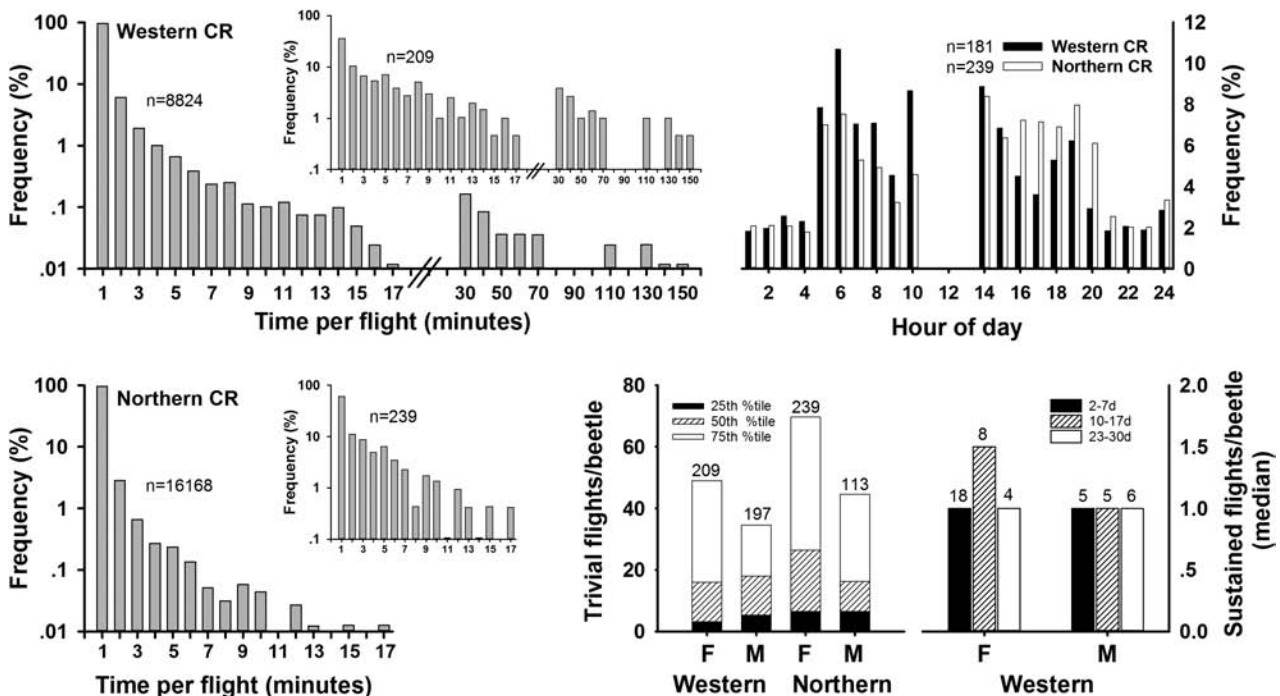 Western CR
n=8824
Frequency (%)
100
10
1
.1
.01
1 3 5 7 9 11 13 15 17 30 50 70 90 110 130 150
Time per flight (minutes)
n=209
Frequency (%)
100
10
1
.1
1 3 5 7 9 11 13 15 17 30 50 70 90 110 130 150
n=181 Western CR
n=239 Northern CR
Frequency (%)
12
10
8
6
4
2
0
2 4 6 8 10 12 14 16 18 20 22 24
Hour of day
Northern CR
n=16168
Frequency (%)
100
10
1
.1
.01
1 3 5 7 9 11 13 15 17
Time per flight (minutes)
n=239
Frequency (%)
100
10
1
.1
1 3 5 7 9 11 13 15 17
Trivial flights/beetle
80
60
40
20
0
25th %tile
50th %tile
75th %tile
209 197 239 113
F M F M
Western Northern
2-7d
10-17d
23-30d
18 8 4 5 5 6
F M
Western
2.0
1.5
1.0
.5
0.0
Sustained flights/beetle
(median)